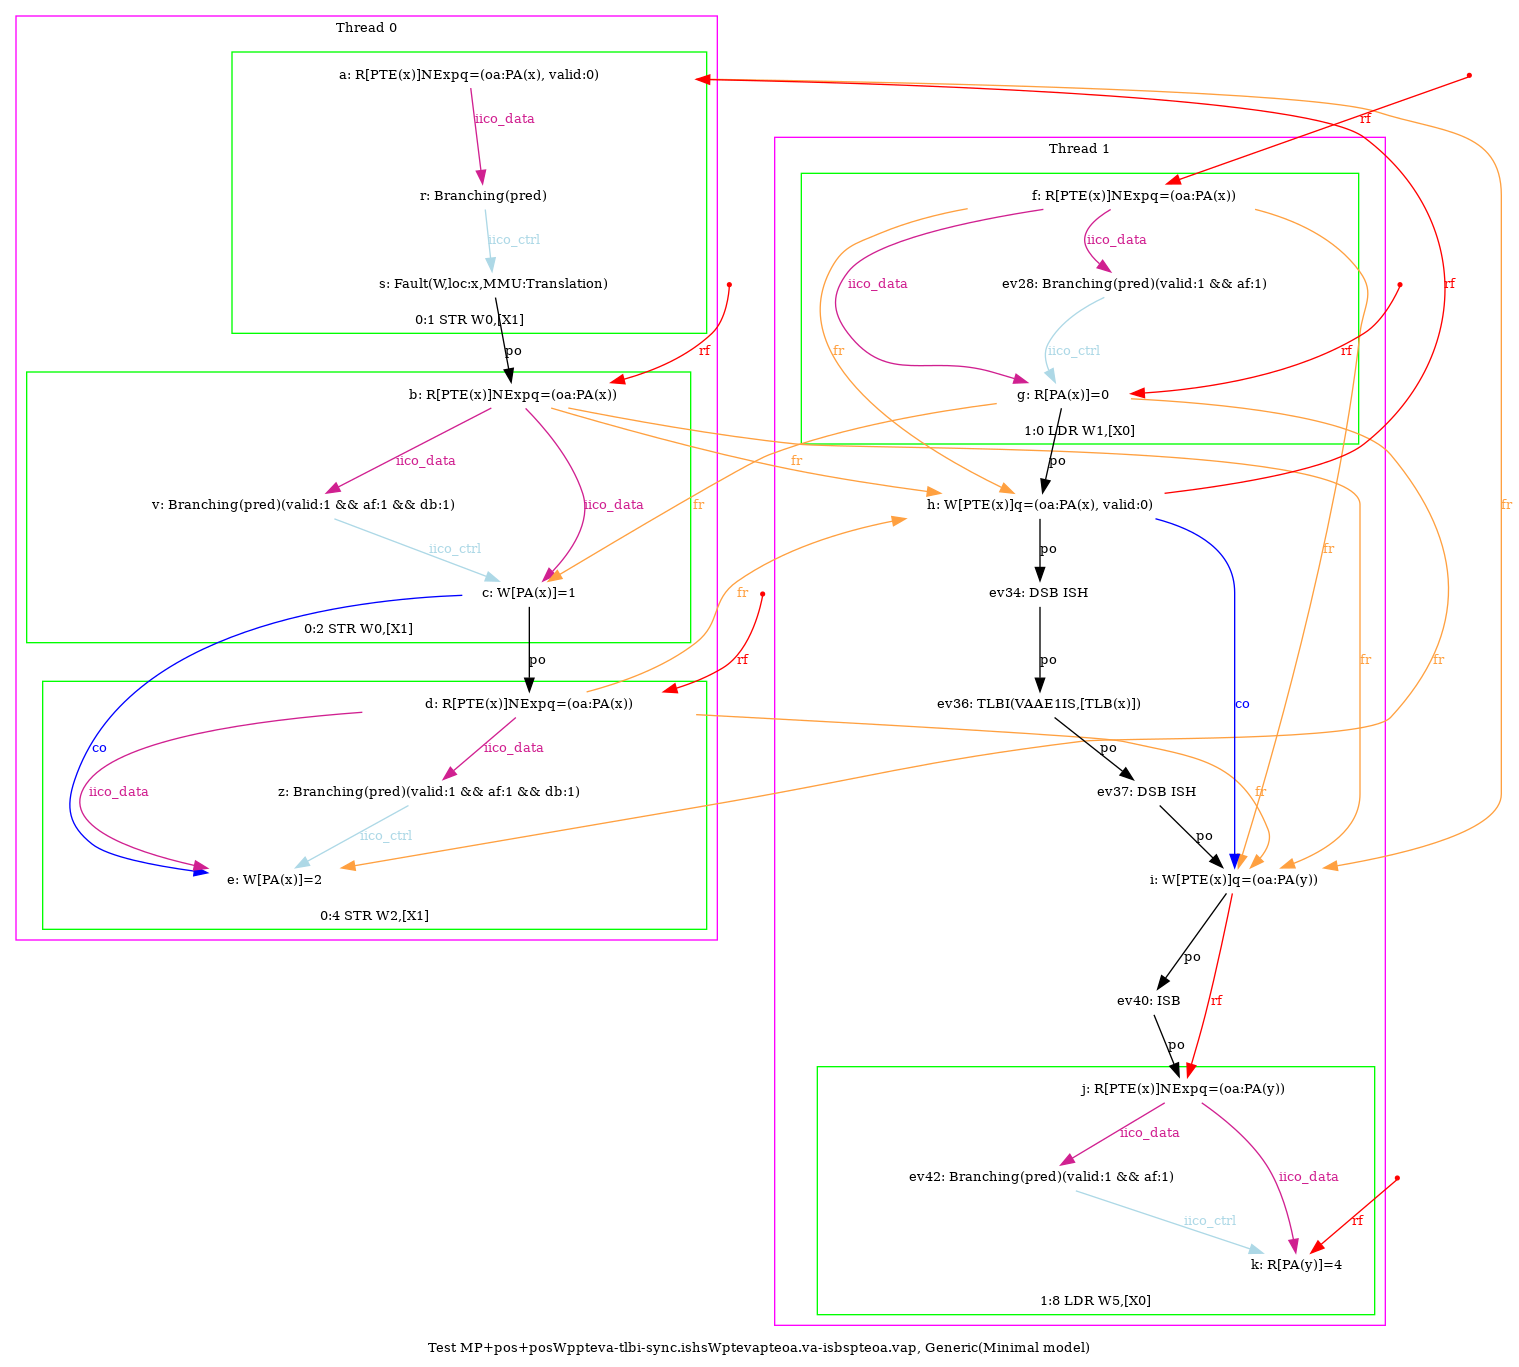 Thread 0
a: R[PTE(x)]NExpq=(oa:PA(x), valid:0)
rf
iico_data
Thread 1
r: Branching(pred)
f: R[PTE(x)]NExpq=(oa:PA(x))
iico_ctrl
iico_data
s: Fault(W,loc:x,MMU:Translation)
iico_data
ev28: Branching(pred)(valid:1 && af:1)
rf
0:1 STR W0,[X1]
po
rf
fr
iico_ctrl
rf
b: R[PTE(x)]NExpq=(oa:PA(x))
g: R[PA(x)]=0
1:0 LDR W1,[X0]
iico_data
fr
po
v: Branching(pred)(valid:1 && af:1 && db:1)
iico_data
fr
h: W[PTE(x)]q=(oa:PA(x), valid:0)
fr
iico_ctrl
po
fr
c: W[PA(x)]=1
fr
ev34: DSB ISH
0:2 STR W0,[X1]
po
rf
po
fr
fr
d: R[PTE(x)]NExpq=(oa:PA(x))
ev36: TLBI(VAAE1IS,[TLB(x)])
co
co
iico_data
po
iico_data
z: Branching(pred)(valid:1 && af:1 && db:1)
ev37: DSB ISH
fr
iico_ctrl
po
e: W[PA(x)]=2
i: W[PTE(x)]q=(oa:PA(y))
0:4 STR W2,[X1]
po
ev40: ISB
rf
po
j: R[PTE(x)]NExpq=(oa:PA(y))
iico_data
ev42: Branching(pred)(valid:1 && af:1)
iico_data
iico_ctrl
rf
k: R[PA(y)]=4
1:8 LDR W5,[X0]
Test MP+pos+posWppteva-tlbi-sync.ishsWptevapteoa.va-isbspteoa.vap, Generic(Minimal model)